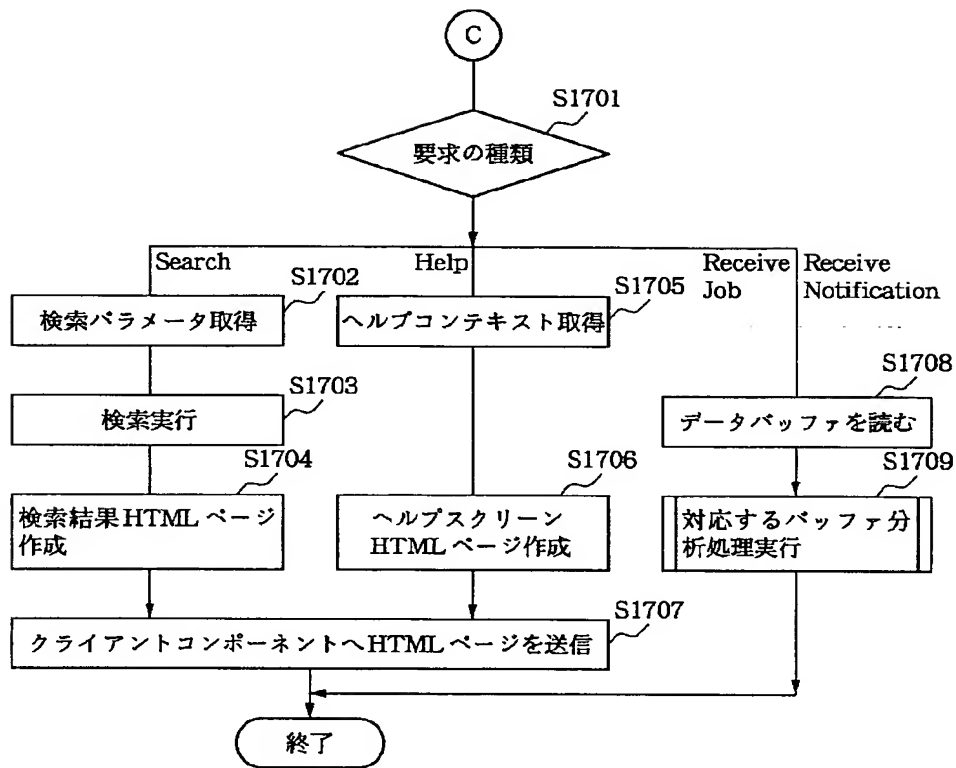 C
S1701
要求の種類
Search
Help
Receive Job
Receive Notification
S1702
検索パラメータ取得
S1705
ヘルプコンテキスト取得
S1703
検索実行
S1708
データバッファを読む
S1704
検索結果HTMLページ
作成
S1706
ヘルプスクリーン
HTMLページ作成
S1709
対応するバッファ分
析処理実行
S1707
クライアントコンポーネントへHTMLページを送信
終了